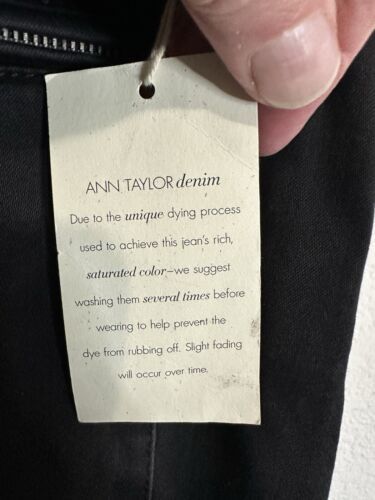 ANN TAYLOR denim
Due to the unique dying process
used to achieve this jean's rich,
saturated color–we suggest
washing them several times before
wearing to help prevent the
dye from rubbing off. Slight fading
will occur over time.